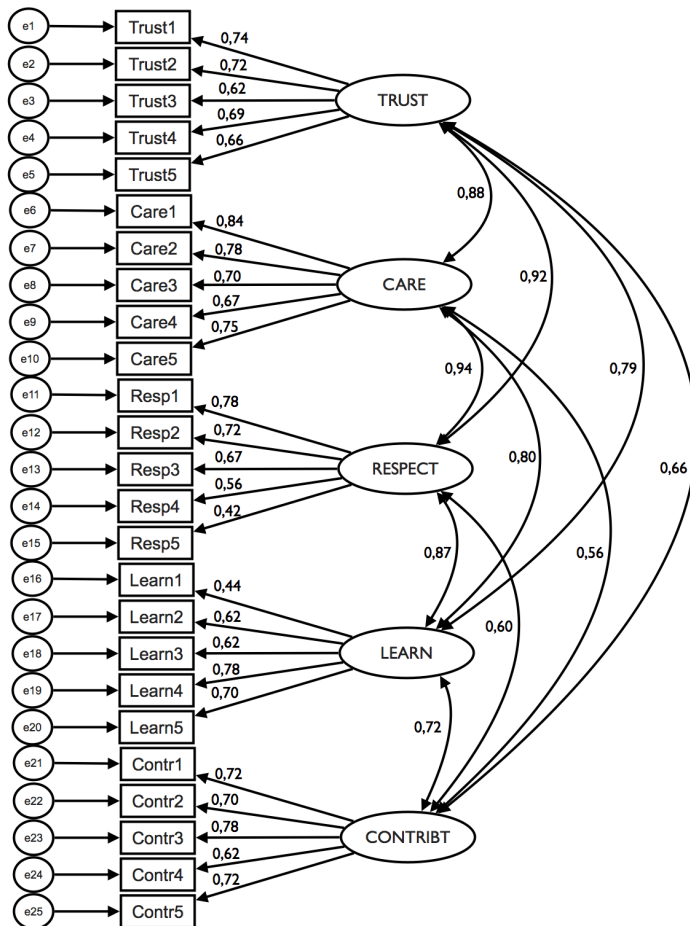 e1 Trust1
0,74
e2 Trust2
0,72
e3 Trust3
0,62
TRUST
e4 Trust4
0,69
e5 Trust5
0,66
e6 Care1
0,84
0,88
e7 Care2
0,78
e8 Care3
0,70
CARE
0,92
e9 Care4
0,67
e10 Care5
0,75
0,94
0,79
e11 Resp1
0,78
e12 Resp2
0,72
e13 Resp3
0,67
RESPECT
0,80
0,66
e14 Resp4
0,56
e15 Resp5
0,42
0,87
0,56
e16 Learn1
0,44
e17 Learn2
0,62
0,60
e18 Learn3
0,62
LEARN
e19 Learn4
0,78
e20 Learn5
0,70
0,72
e21 Contr1
0,72
e22 Contr2
0,70
e23 Contr3
0,78
CONTRIBT
e24 Contr4
0,62
e25 Contr5
0,72